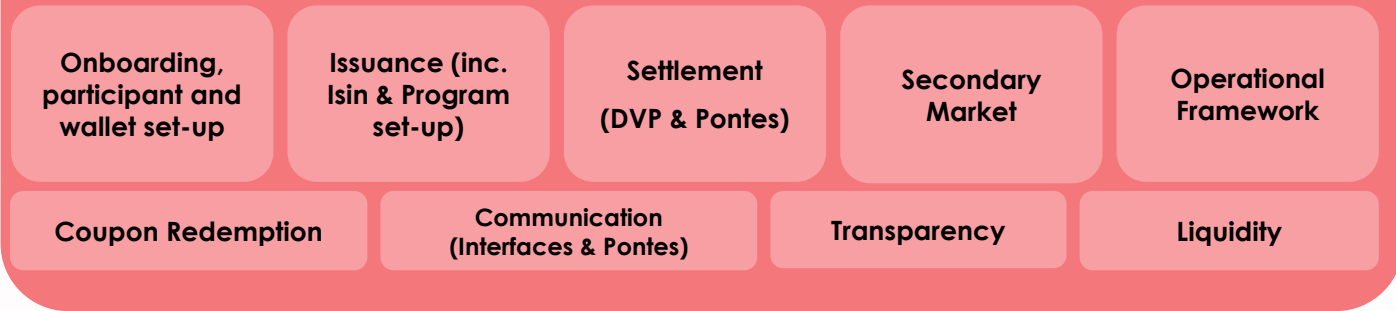 Onboarding,
participant and
wallet set-up
Issuance (inc.
Isin & Program
set-up)
Settlement
(DVP & Pontes)
Secondary
Market
Operational
Framework
Coupon Redemption
Communication
(Interfaces & Pontes)
Transparency
Liquidity